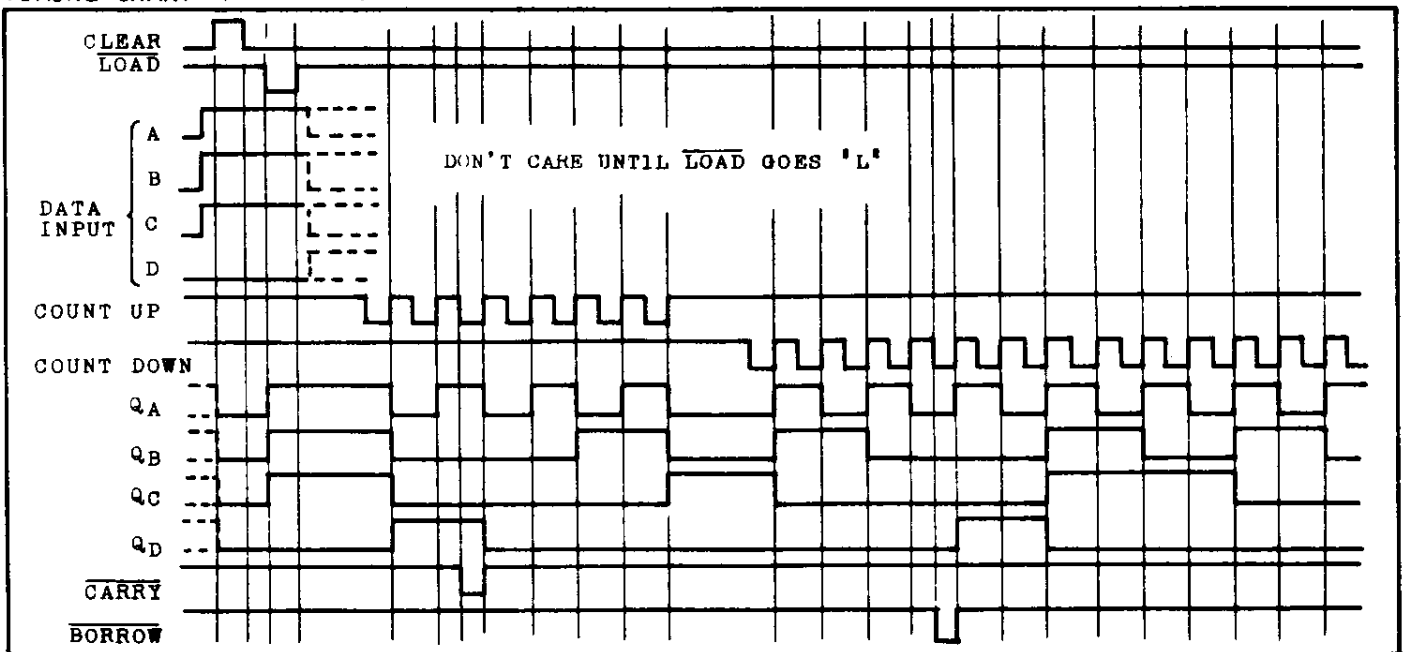 CLEAR
LOAD
A
B
DATA
INPUT
C
D
DON'T CARE UNTIL LOAD GOES "L"
COUNT UP
COUNT DOWN
QA
QB
QC
QD
CARRY
BORROW